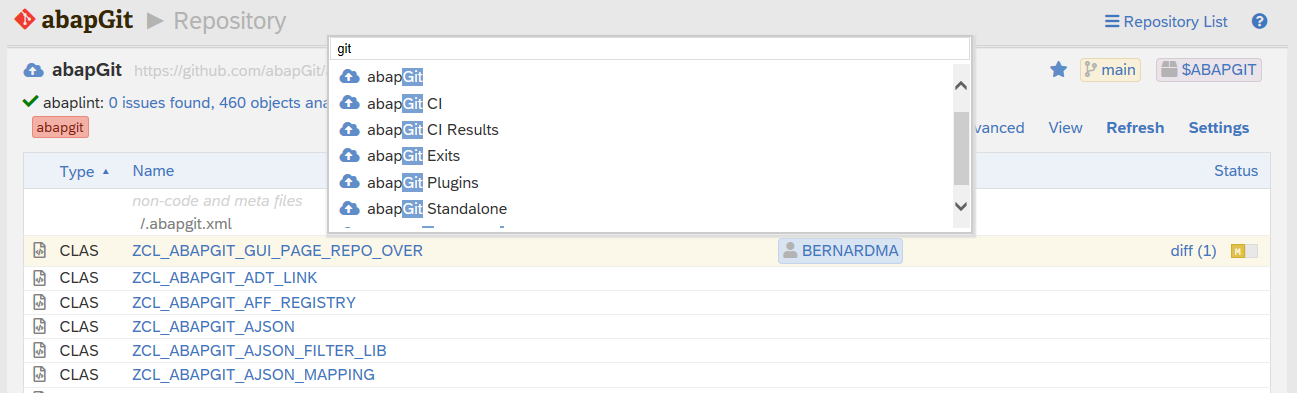 abapGit ▶ Repository
Repository List
git
abapGit
abapGit CI
abapGit CI Results
abapGit Exits
abapGit Plugins
abapGit Standalone
abapGit https://github.com/abapGit/
main $ABAPGIT
abaplint: 0 issues found, 460 objects ana
abapgit
vanced View Refresh Settings
Type ▲ Name Status
non-code and meta files
/.abapgit.xml
CLAS ZCL_ABAPGIT_GUI_PAGE_REPO_OVER BERNARDMA diff (1) M
CLAS ZCL_ABAPGIT_ADT_LINK
CLAS ZCL_ABAPGIT_AFF_REGISTRY
CLAS ZCL_ABAPGIT_AJSON
CLAS ZCL_ABAPGIT_AJSON_FILTER_LIB
CLAS ZCL_ABAPGIT_AJSON_MAPPING